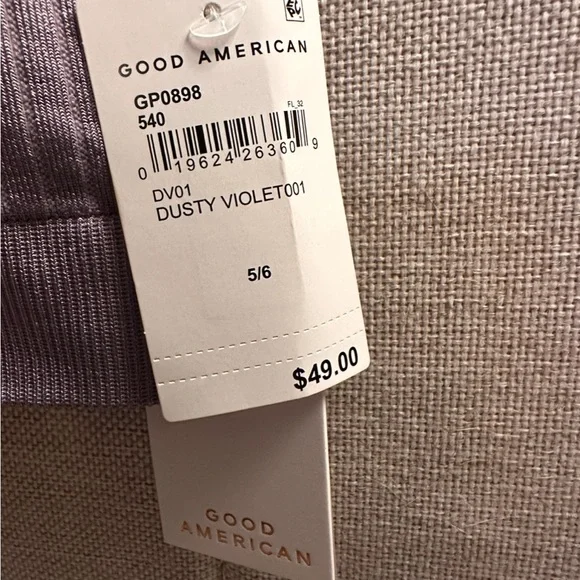 GOOD AMERICAN
GP0898
540
FL_32
0 19624 26360 9
DV01
DUSTY VIOLET001
5/6
$49.00
GOOD
AMERICAN